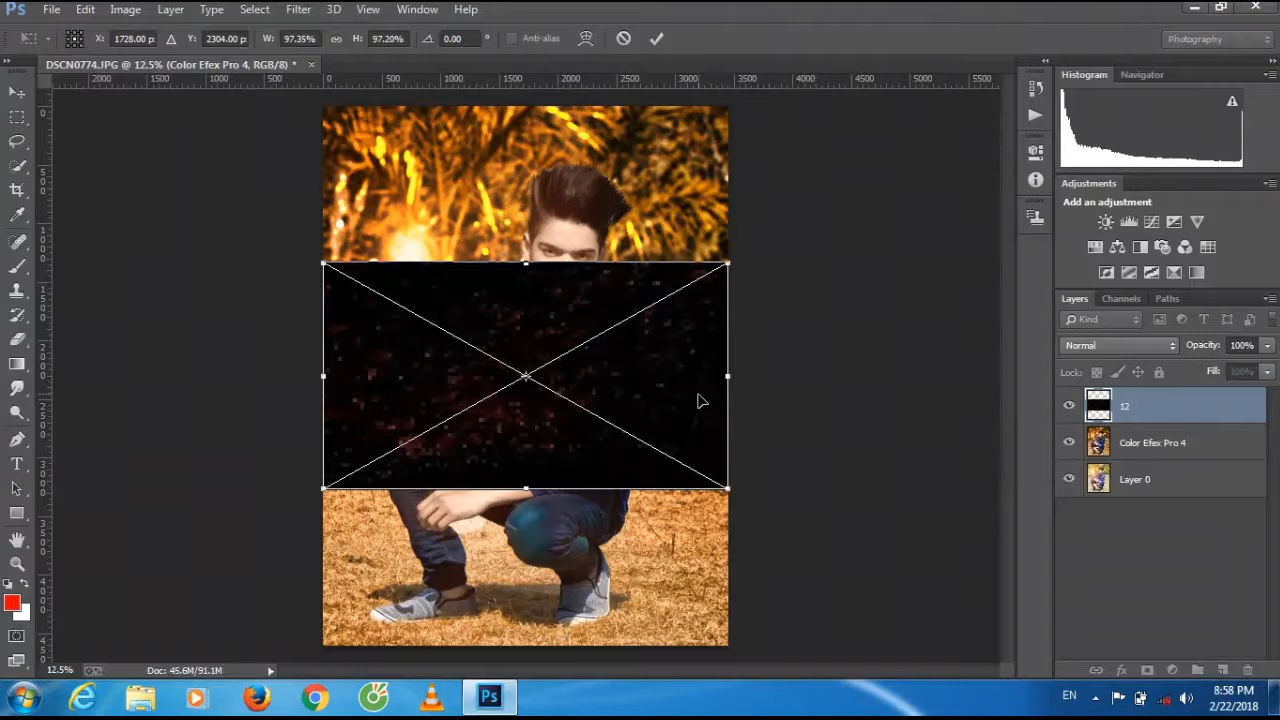 Ps File Edit Image Layer Type Select Filter 3D View Window Help
X: 1728.00 p: Y: 2304.00 p: W: 97.35% H: 97.20% 0.00 ° Anti-alias Photography
DSCN0774.JPG @ 12.5% (Color Efex Pro 4, RGB/8) * ×
2000 1500 1000 500 0 500 1000 1500 2000 2500 3000 3500 4000 4500 5000 5500
Histogram Navigator
Adjustments
Add an adjustment
Layers Channels Paths
Kind
Normal Opacity: 100%
Lock: Fill: 100%
12
Color Efex Pro 4
Layer 0
12.5% Doc: 45.6M/91.1M
Ps
EN
8:58 PM
2/22/2018